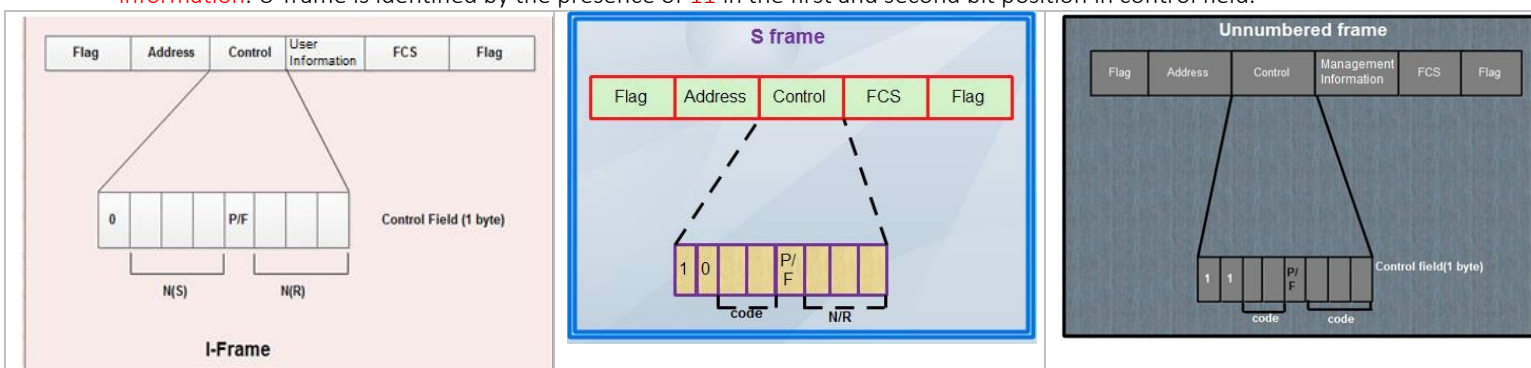 information. U-frame is identified by the presence of 11 in the first and second bit position in control field.
Flag Address Control User Information FCS Flag
0 P/F
Control Field (1 byte)
N(S) N(R)
I-Frame
S frame
Flag Address Control FCS Flag
1 0 P/F
code N/R
Unnumbered frame
Flag Address Control Management Information FCS Flag
1 1 P/F
Control field(1 byte)
code code